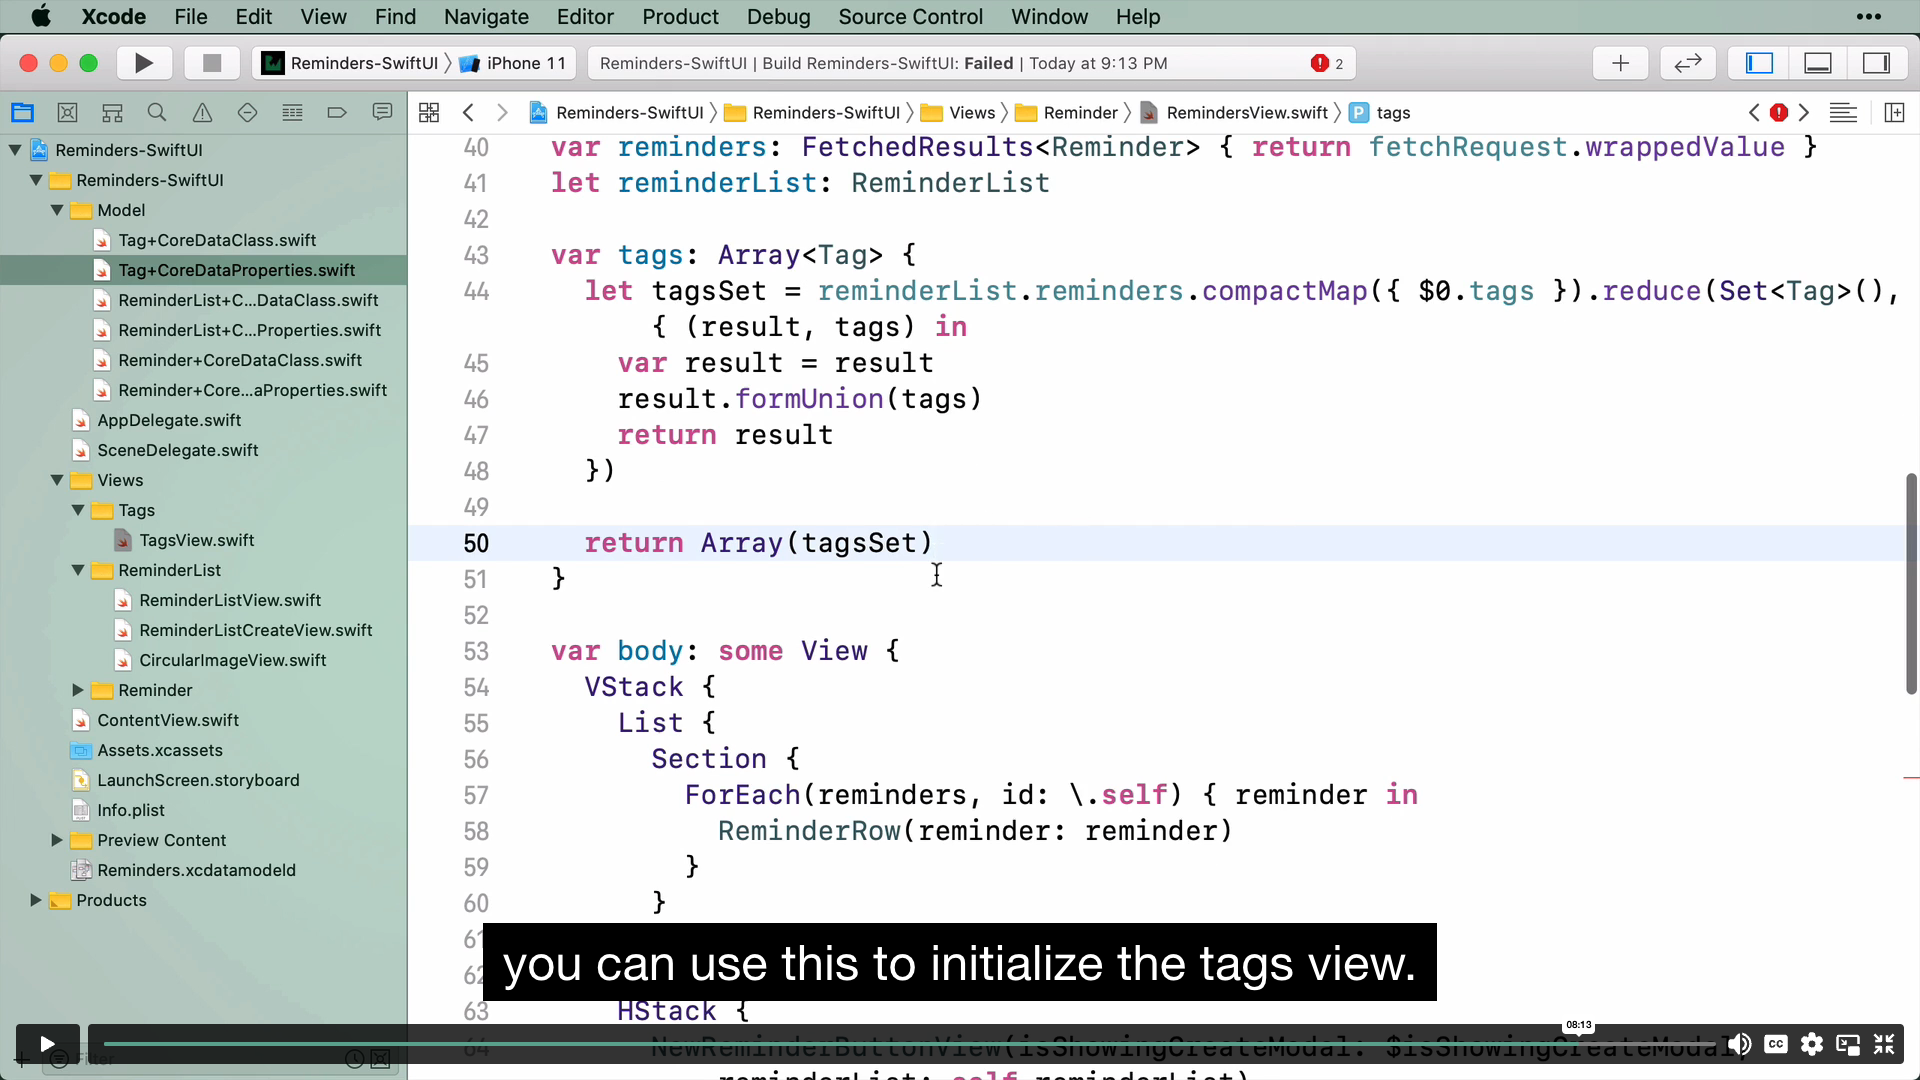 Xcode File Edit View Find Navigate Editor Product Debug Source Control Window Help
Reminders-SwiftUI iPhone 11
Reminders-SwiftUI | Build Reminders-SwiftUI: Failed | Today at 9:13 PM 2
Reminders-SwiftUI Reminders-SwiftUI Views Reminder RemindersView.swift P tags
Reminders-SwiftUI
Reminders-SwiftUI
Model
Tag+CoreDataClass.swift
Tag+CoreDataProperties.swift
ReminderList+C...DataClass.swift
ReminderList+C...Properties.swift
Reminder+CoreDataClass.swift
Reminder+Core...aProperties.swift
AppDelegate.swift
SceneDelegate.swift
Views
Tags
TagsView.swift
ReminderList
ReminderListView.swift
ReminderListCreateView.swift
CircularImageView.swift
Reminder
ContentView.swift
Assets.xcassets
LaunchScreen.storyboard
Info.plist
Preview Content
Reminders.xcdatamodeld
Products
Filter
40 var reminders: FetchedResults<Reminder> { return fetchRequest.wrappedValue }
41 let reminderList: ReminderList
42
43 var tags: Array<Tag> {
44 let tagsSet = reminderList.reminders.compactMap({ $0.tags }).reduce(Set<Tag>(),
{ (result, tags) in
45 var result = result
46 result.formUnion(tags)
47 return result
48 })
49
50 return Array(tagsSet)
51 }
52
53 var body: some View {
54 VStack {
55 List {
56 Section {
57 ForEach(reminders, id: \.self) { reminder in
58 ReminderRow(reminder: reminder)
59 }
60 }
61
62
you can use this to initialize the tags view.
63 HStack {
08:13
64 NewReminderButtonView(isShowingCreateModal: $isShowingCreateModal,
reminderList: self.reminderList)
CC